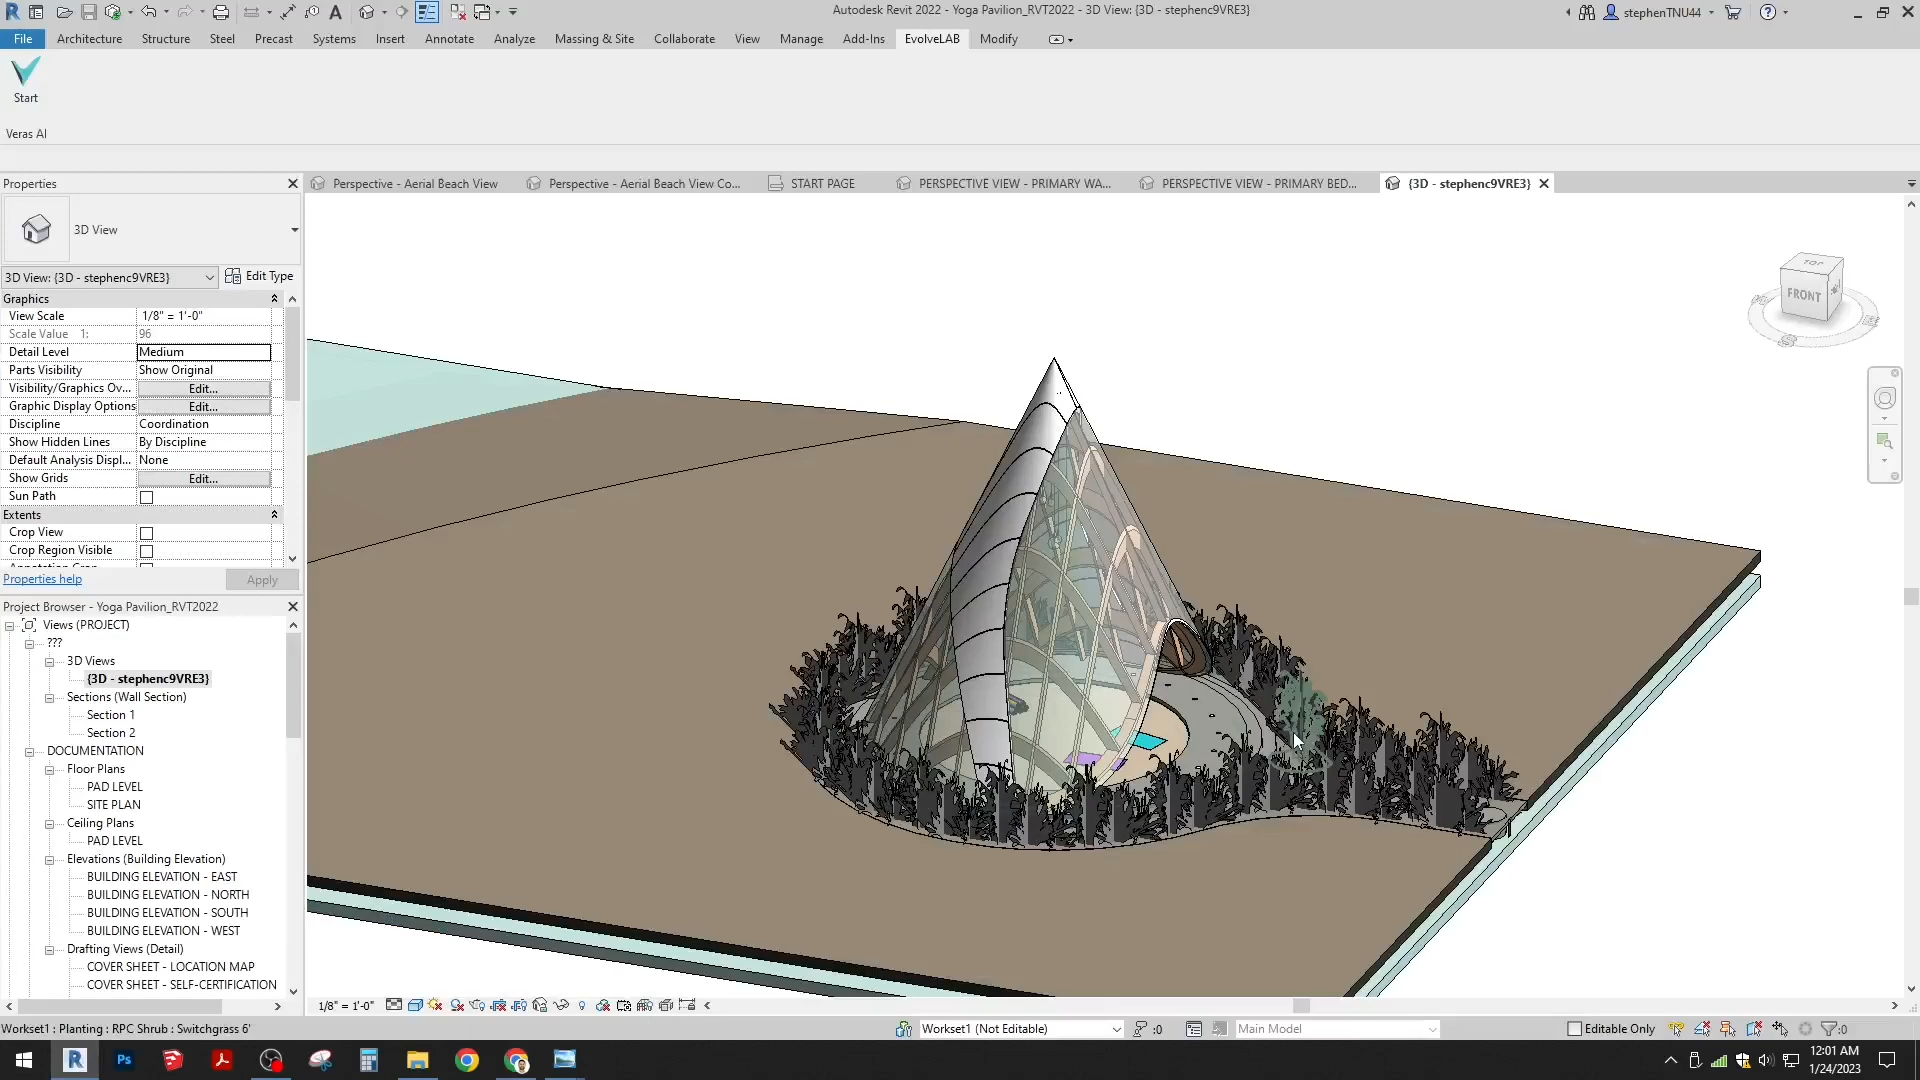 Autodesk Revit 2022 - Yoga Pavilion_RVT2022 - 3D View: {3D - stephenc9VRE3}
stephenTNU44
File Architecture Structure Steel Precast Systems Insert Annotate Analyze Massing & Site Collaborate View Manage Add-Ins EvolveLAB Modify
Start
Veras AI
Properties
Perspective - Aerial Beach View
Perspective - Aerial Beach View Co...
START PAGE
PERSPECTIVE VIEW - PRIMARY WA...
PERSPECTIVE VIEW - PRIMARY BED...
{3D - stephenc9VRE3}
3D View
3D View: {3D - stephenc9VRE3}
Edit Type
Graphics
View Scale 1/8" = 1'-0"
Scale Value 1: 96
Detail Level Medium
Parts Visibility Show Original
Visibility/Graphics Ov... Edit...
Graphic Display Options Edit...
Discipline Coordination
Show Hidden Lines By Discipline
Default Analysis Displ... None
Show Grids Edit...
Sun Path
Extents
Crop View
Crop Region Visible
Properties help
Apply
TOP
FRONT
S
Project Browser - Yoga Pavilion_RVT2022
Views (PROJECT)
???
3D Views
{3D - stephenc9VRE3}
Sections (Wall Section)
Section 1
Section 2
DOCUMENTATION
Floor Plans
PAD LEVEL
SITE PLAN
Ceiling Plans
PAD LEVEL
Elevations (Building Elevation)
BUILDING ELEVATION - EAST
BUILDING ELEVATION - NORTH
BUILDING ELEVATION - SOUTH
BUILDING ELEVATION - WEST
Drafting Views (Detail)
COVER SHEET - LOCATION MAP
COVER SHEET - SELF-CERTIFICATION
1/8" = 1'-0"
Workset1 : Planting : RPC Shrub : Switchgrass 6'
Workset1 (Not Editable)
:0
Main Model
Editable Only
:0
12:01 AM
1/24/2023